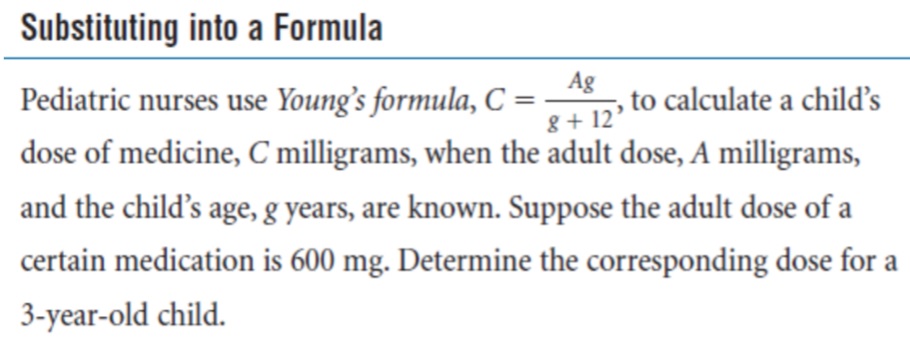 Substituting into a Formula
Pediatric nurses use Young's formula, C = Ag / (g + 12), to calculate a child's
dose of medicine, C milligrams, when the adult dose, A milligrams,
and the child's age, g years, are known. Suppose the adult dose of a
certain medication is 600 mg. Determine the corresponding dose for a
3-year-old child.